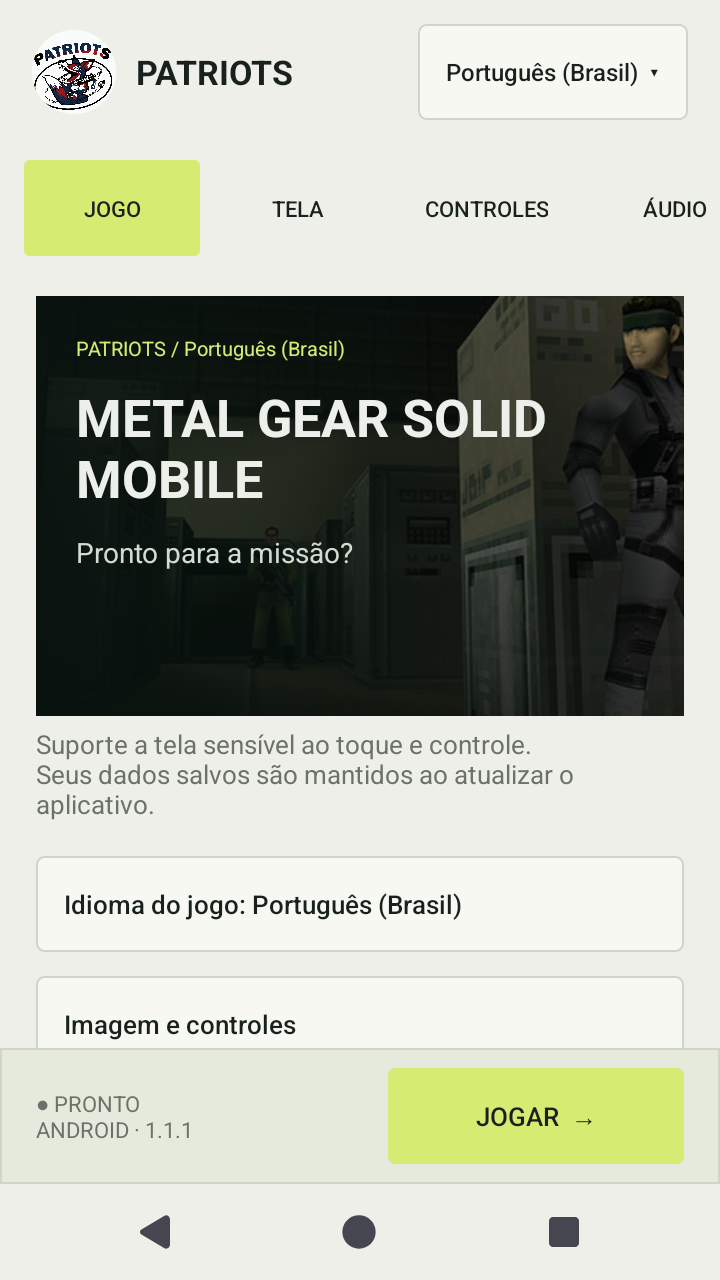 PATRIOTS
PATRIOTS
Português (Brasil) ▾
JOGO
TELA
CONTROLES
ÁUDIO
PATRIOTS / Português (Brasil)
METAL GEAR SOLID
MOBILE
Pronto para a missão?
Suporte a tela sensível ao toque e controle.
Seus dados salvos são mantidos ao atualizar o
aplicativo.
Idioma do jogo: Português (Brasil)
Imagem e controles
● PRONTO
ANDROID · 1.1.1
JOGAR →